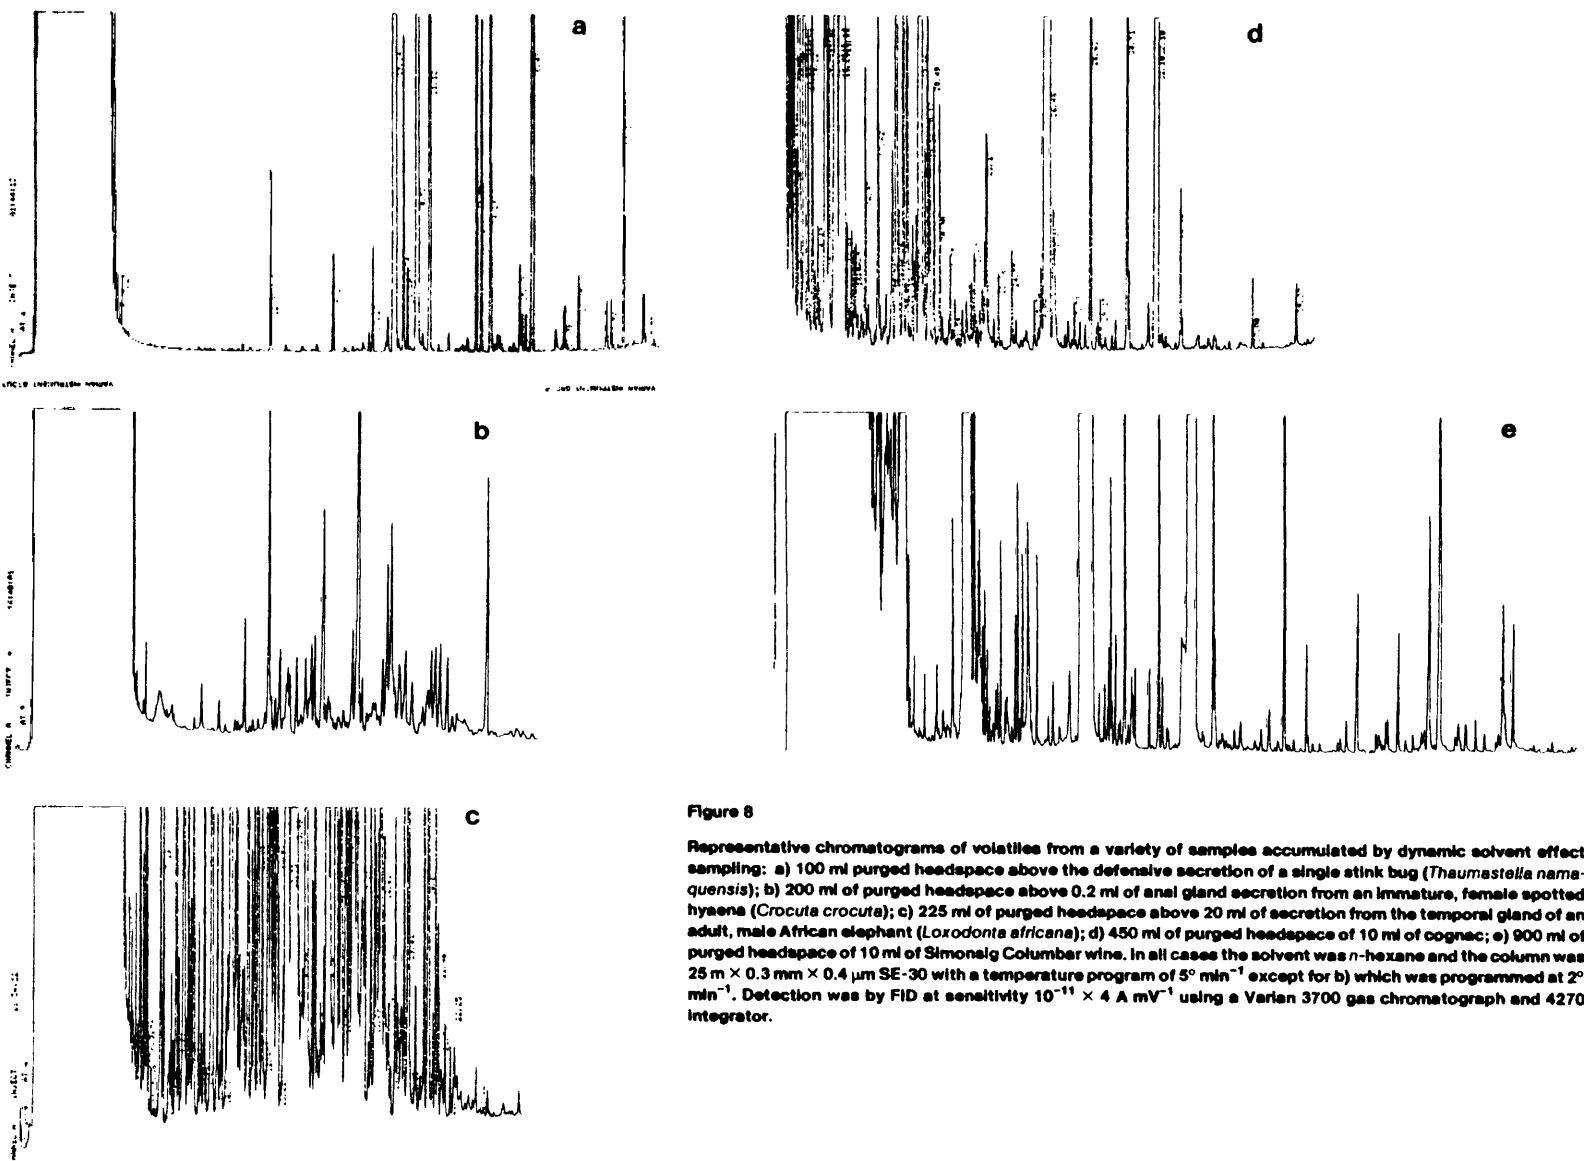 a
d
b
e
c
Figure 8
Representative chromatograms of volatiles from a variety of samples accumulated by dynamic solvent effect
sampling: a) 100 ml purged headspace above the defensive secretion of a single stink bug (Thaumastella nama-
quensis); b) 200 ml of purged headspace above 0.2 ml of anal gland secretion from an immature, female spotted
hyaena (Crocuta crocuta); c) 225 ml of purged headspace above 20 ml of secretion from the temporal gland of an
adult, male African elephant (Loxodonta africana); d) 450 ml of purged headspace of 10 ml of cognac; e) 900 ml of
purged headspace of 10 ml of Simonsig Columbar wine. In all cases the solvent was n-hexane and the column was
25 m × 0.3 mm × 0.4 μm SE-30 with a temperature program of 5° min⁻¹ except for b) which was programmed at 2°
min⁻¹. Detection was by FID at sensitivity 10⁻¹¹ × 4 A mV⁻¹ using a Varian 3700 gas chromatograph and 4270
integrator.